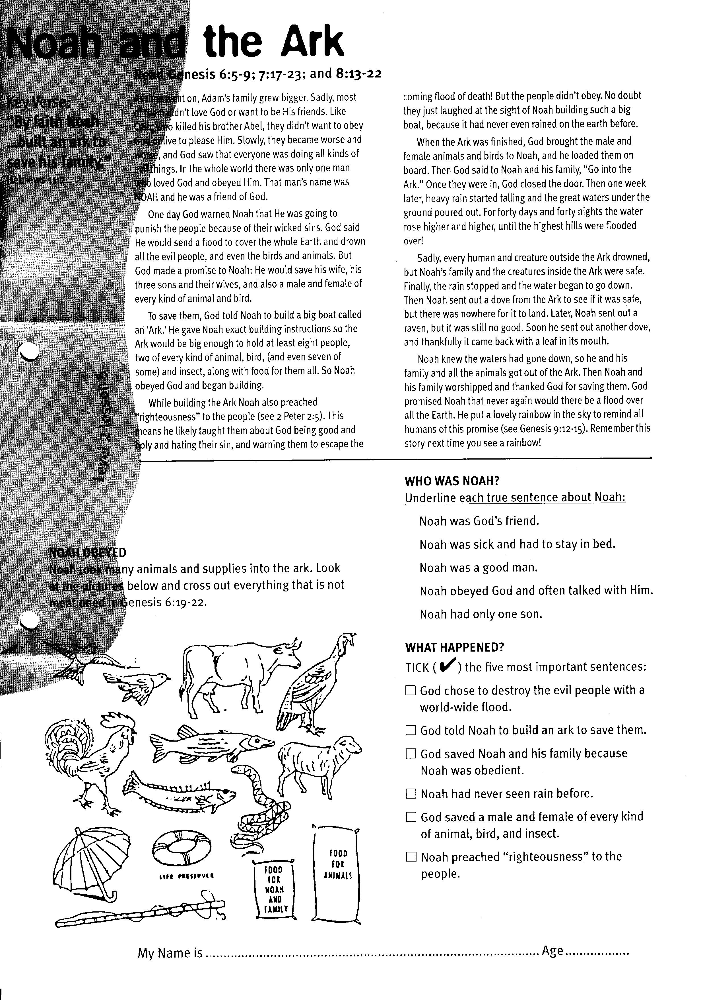 Noah and the Ark
Read Genesis 6:5-9; 7:17-23; and 8:13-22
Key Verse:
“By faith Noah
...built an ark to
save his family.”
Hebrews 11:7
Level 2 lesson 5
As time went on, Adam’s family grew bigger. Sadly, most
of them didn’t love God or want to be His friends. Like
Cain, who killed his brother Abel, they didn’t want to obey
God or live to please Him. Slowly, they became worse and
worse, and God saw that everyone was doing all kinds of
evil things. In the whole world there was only one man
who loved God and obeyed Him. That man’s name was
NOAH and he was a friend of God.
One day God warned Noah that He was going to
punish the people because of their wicked sins. God said
He would send a flood to cover the whole Earth and drown
all the evil people, and even the birds and animals. But
God made a promise to Noah: He would save his wife, his
three sons and their wives, and also a male and female of
every kind of animal and bird.
To save them, God told Noah to build a big boat called
an ‘Ark.’ He gave Noah exact building instructions so the
Ark would be big enough to hold at least eight people,
two of every kind of animal, bird, (and even seven of
some) and insect, along with food for them all. So Noah
obeyed God and began building.
While building the Ark Noah also preached
“righteousness” to the people (see 2 Peter 2:5). This
means he likely taught them about God being good and
holy and hating their sin, and warning them to escape the
coming flood of death! But the people didn’t obey. No doubt
they just laughed at the sight of Noah building such a big
boat, because it had never even rained on the earth before.
When the Ark was finished, God brought the male and
female animals and birds to Noah, and he loaded them on
board. Then God said to Noah and his family, “Go into the
Ark.” Once they were in, God closed the door. Then one week
later, heavy rain started falling and the great waters under the
ground poured out. For forty days and forty nights the water
rose higher and higher, until the highest hills were flooded
over!
Sadly, every human and creature outside the Ark drowned,
but Noah’s family and the creatures inside the Ark were safe.
Finally, the rain stopped and the water began to go down.
Then Noah sent out a dove from the Ark to see if it was safe,
but there was nowhere for it to land. Later, Noah sent out a
raven, but it was still no good. Soon he sent out another dove,
and thankfully it came back with a leaf in its mouth.
Noah knew the waters had gone down, so he and his
family and all the animals got out of the Ark. Then Noah and
his family worshipped and thanked God for saving them. God
promised Noah that never again would there be a flood over
all the Earth. He put a lovely rainbow in the sky to remind all
humans of this promise (see Genesis 9:12-15). Remember this
story next time you see a rainbow!
NOAH OBEYED
Noah took many animals and supplies into the ark. Look
at the pictures below and cross out everything that is not
mentioned in Genesis 6:19-22.
LIFE PRESERVER
FOOD
FOR
NOAH
AND
FAMILY
FOOD
FOR
ANIMALS
WHO WAS NOAH?
Underline each true sentence about Noah:
Noah was God’s friend.
Noah was sick and had to stay in bed.
Noah was a good man.
Noah obeyed God and often talked with Him.
Noah had only one son.
WHAT HAPPENED?
TICK (✔) the five most important sentences:
☐ God chose to destroy the evil people with a
world-wide flood.
☐ God told Noah to build an ark to save them.
☐ God saved Noah and his family because
Noah was obedient.
☐ Noah had never seen rain before.
☐ God saved a male and female of every kind
of animal, bird, and insect.
☐ Noah preached “righteousness” to the
people.
My Name is ........................................ Age ..................